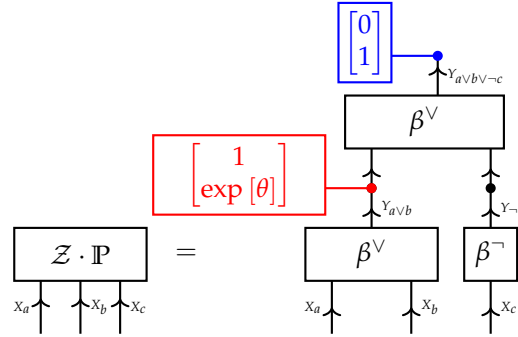 [0
1]
Y_{a∨b∨¬c}
β^∨
[1
exp [θ]]
Y_{a∨b}
Y_¬
𝒵 · ℙ = β^∨ β^¬
X_a X_b X_c X_a X_b X_c